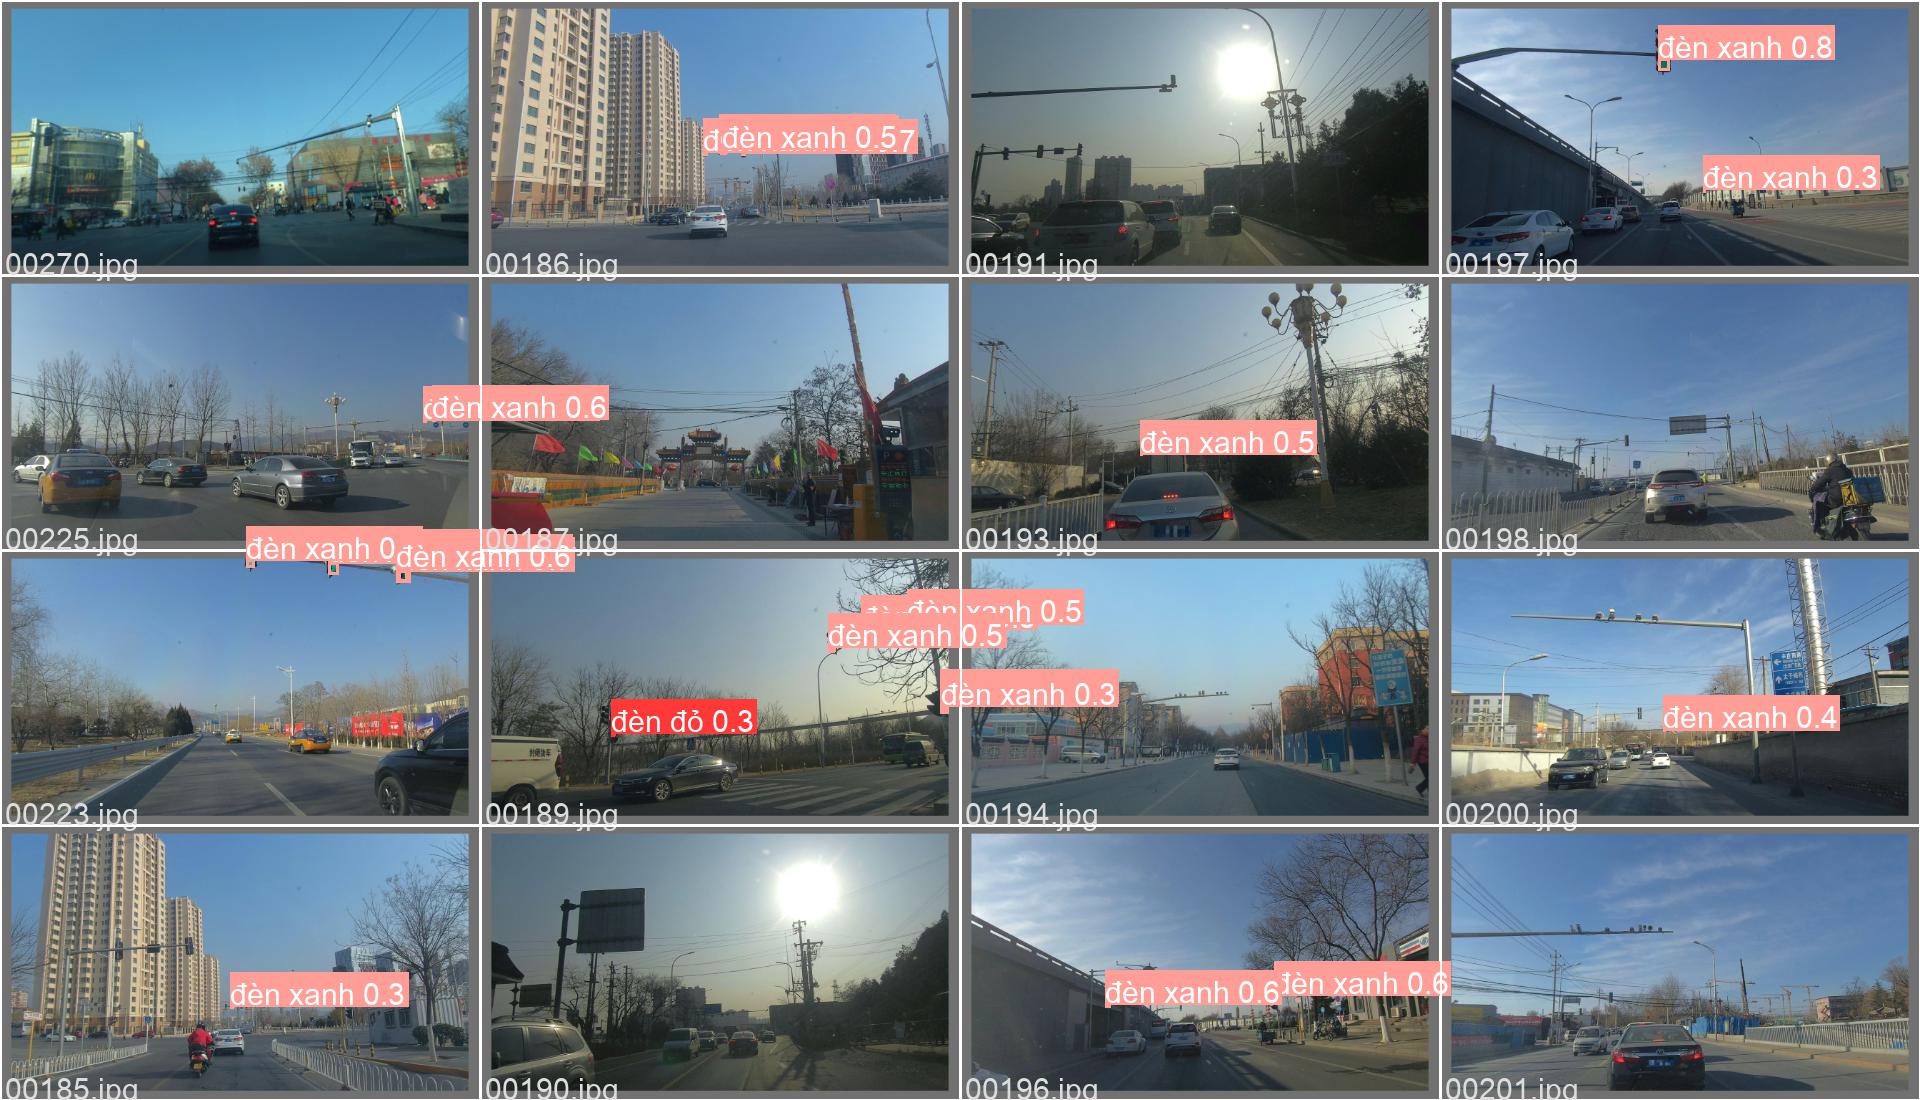 đèn xanh 0.57
đèn xanh 0.8
đèn xanh 0.3
00270.jpg
00186.jpg
00191.jpg
00197.jpg
đèn xanh 0.6
đèn xanh 0.5
00225.jpg
00187.jpg
00193.jpg
00198.jpg
đèn xanh 0.
đèn xanh 0.6
đèn xanh 0.5
đèn xanh 0.5
đèn xanh 0.3
đèn đỏ 0.3
đèn xanh 0.4
00223.jpg
00189.jpg
00194.jpg
00200.jpg
đèn xanh 0.3
đèn xanh 0.6
đèn xanh 0.6
00185.jpg
00190.jpg
00196.jpg
00201.jpg